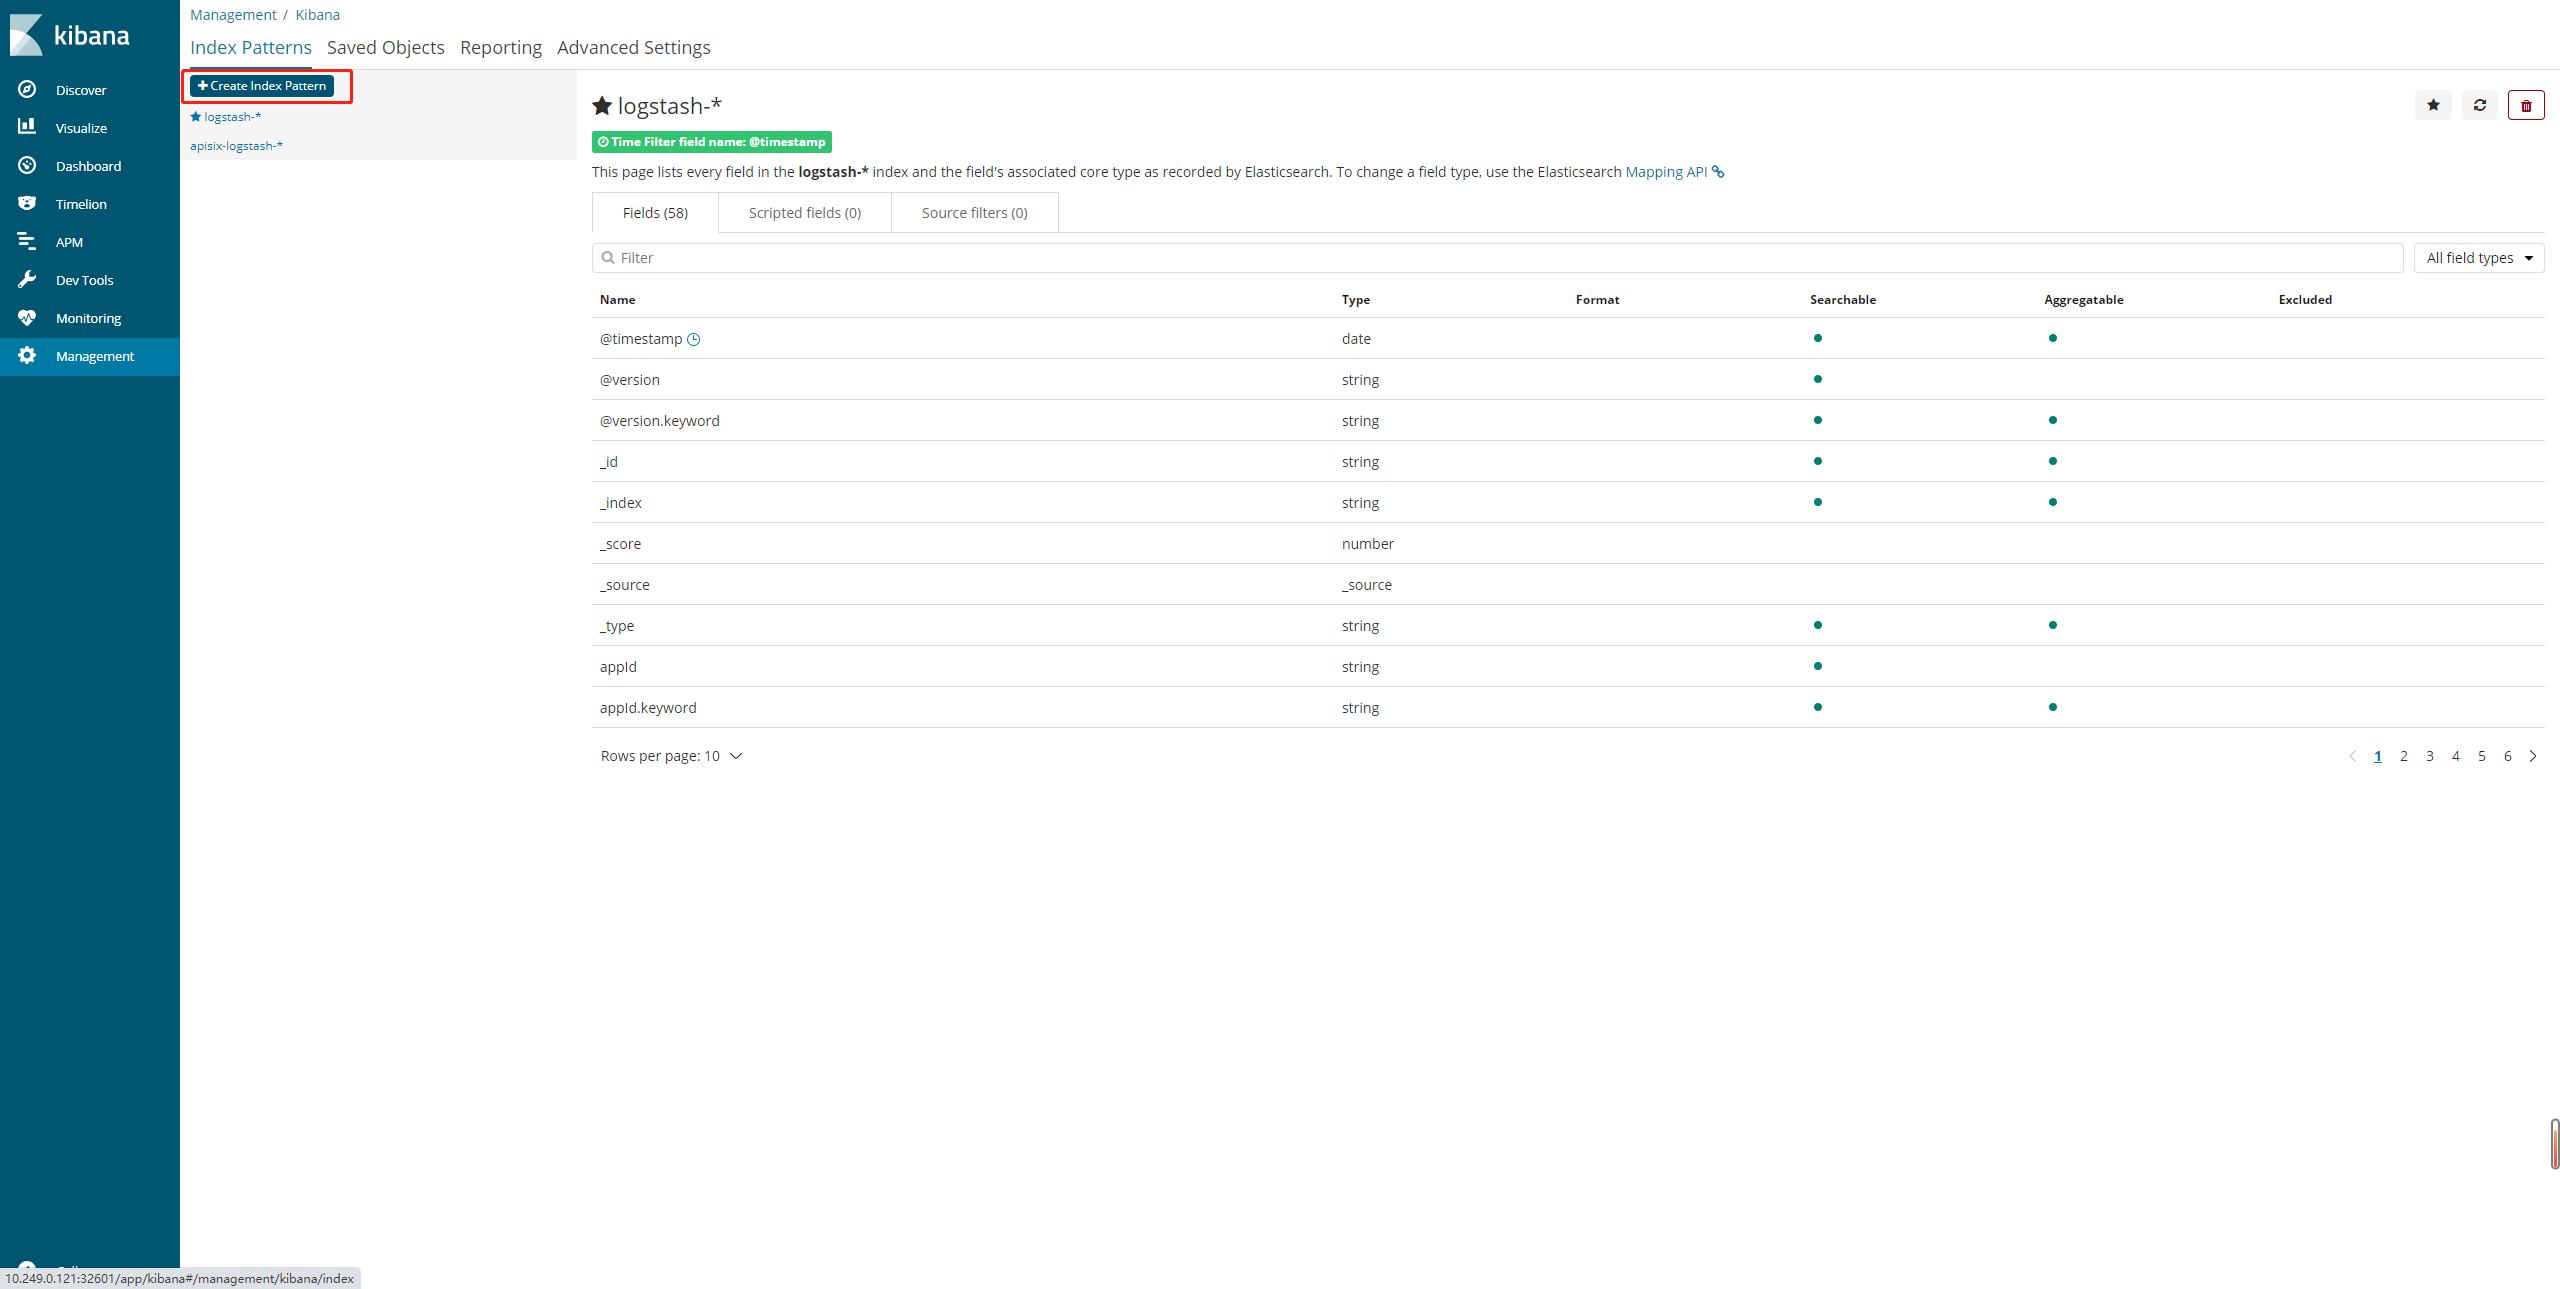 kibana
Discover
Visualize
Dashboard
Timelion
APM
Dev Tools
Monitoring
Management
Management / Kibana
Index Patterns Saved Objects Reporting Advanced Settings
Create Index Pattern
logstash-*
apisix-logstash-*
logstash-*
Time Filter field name: @timestamp
This page lists every field in the logstash-* index and the field's associated core type as recorded by Elasticsearch. To change a field type, use the Elasticsearch Mapping API
Fields (58) Scripted fields (0) Source filters (0)
Filter All field types
Name Type Format Searchable Aggregatable Excluded
@timestamp date
@version string
@version.keyword string
_id string
_index string
_score number
_source _source
_type string
appId string
appId.keyword string
Rows per page: 10 1 2 3 4 5 6
10.249.0.121:32601/app/kibana#/management/kibana/index